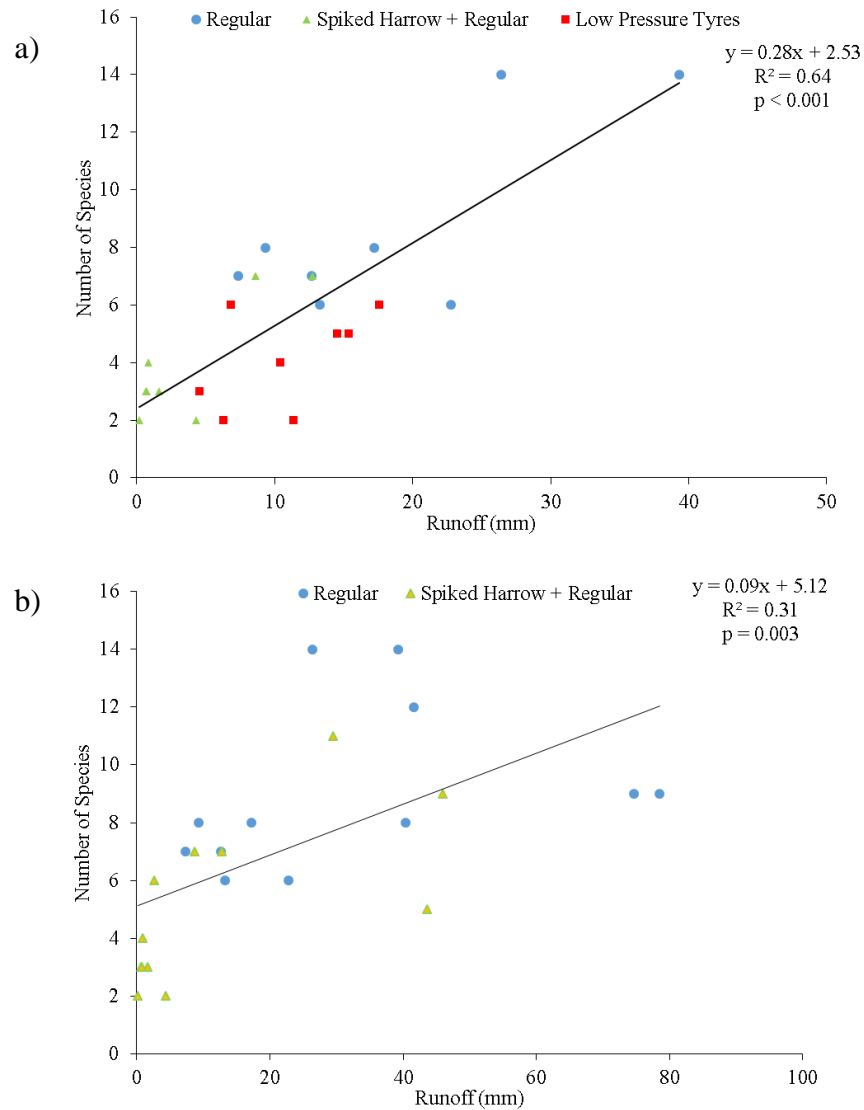 a)
Regular Spiked Harrow + Regular Low Pressure Tyres
y = 0.28x + 2.53
R² = 0.64
p < 0.001
Number of Species
16
14
12
10
8
6
4
2
0
0 10 20 30 40 50
Runoff (mm)
b)
Regular Spiked Harrow + Regular
y = 0.09x + 5.12
R² = 0.31
p = 0.003
Number of Species
16
14
12
10
8
6
4
2
0
0 20 40 60 80 100
Runoff (mm)